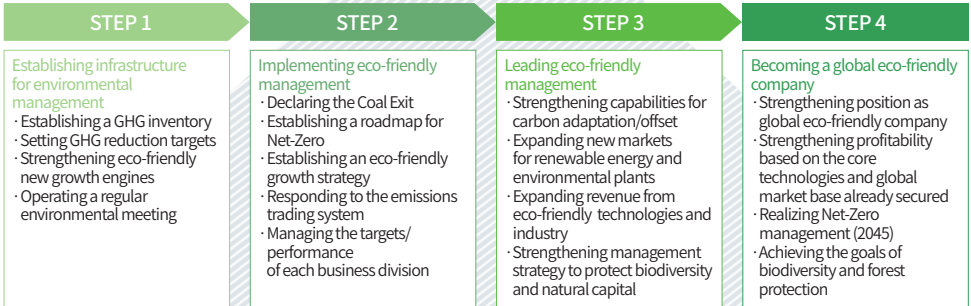 STEP 1
Establishing infrastructure
for environmental
management
· Establishing a GHG inventory
· Setting GHG reduction targets
· Strengthening eco-friendly
new growth engines
· Operating a regular
environmental meeting
STEP 2
Implementing eco-friendly
management
· Declaring the Coal Exit
· Establishing a roadmap for
Net-Zero
· Establishing an eco-friendly
growth strategy
· Responding to the emissions
trading system
· Managing the targets/
performance
of each business division
STEP 3
Leading eco-friendly
management
· Strengthening capabilities for
carbon adaptation/offset
· Expanding new markets
for renewable energy and
environmental plants
· Expanding revenue from
eco-friendly technologies and
industry
· Strengthening management
strategy to protect biodiversity
and natural capital
STEP 4
Becoming a global eco-friendly
company
· Strengthening position as
global eco-friendly company
· Strengthening profitability
based on the core
technologies and global
market base already secured
· Realizing Net-Zero
management (2045)
· Achieving the goals of
biodiversity and forest
protection